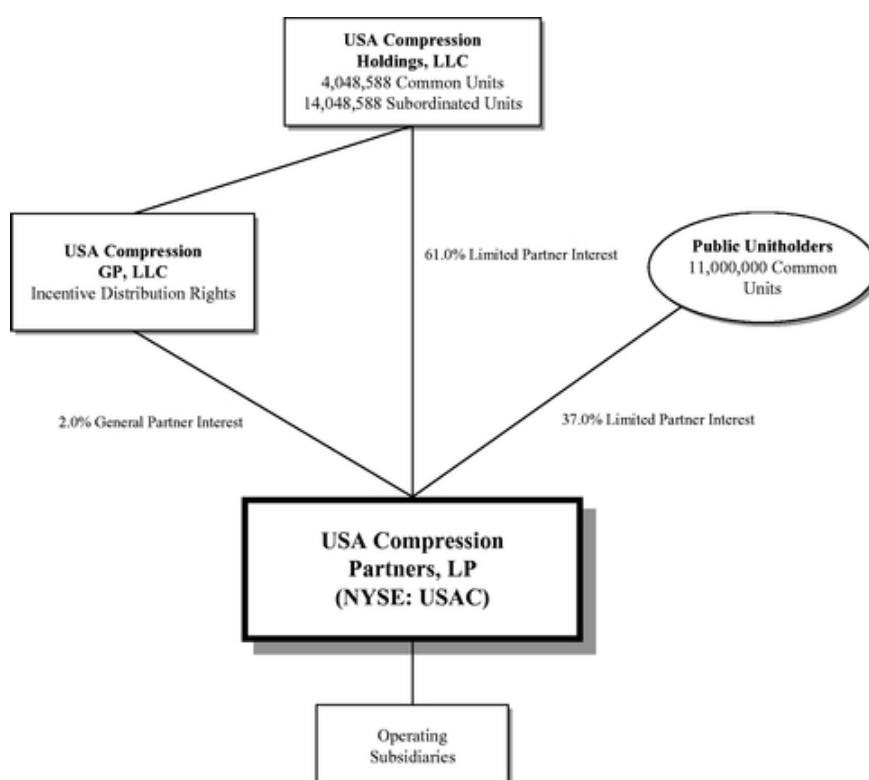 USA Compression
Holdings, LLC
4,048,588 Common Units
14,048,588 Subordinated Units
USA Compression
GP, LLC
Incentive Distribution Rights
61.0% Limited Partner Interest
Public Unitholders
11,000,000 Common
Units
2.0% General Partner Interest
37.0% Limited Partner Interest
USA Compression
Partners, LP
(NYSE: USAC)
Operating
Subsidiaries